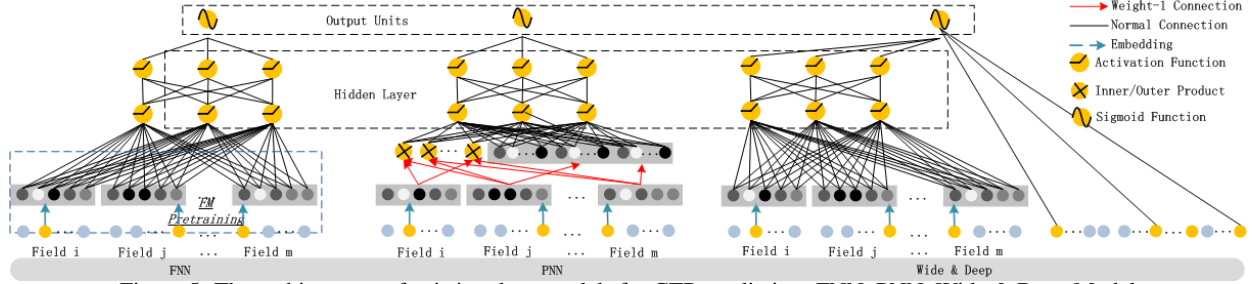 Output Units
Weight-1 Connection
Normal Connection
Embedding
Activation Function
Inner/Outer Product
Sigmoid Function
Hidden Layer
FM
Pretraining
Field i Field j ... Field m
Field i Field j ... Field m
Field i Field j ... Field m
FNN PNN Wide & Deep